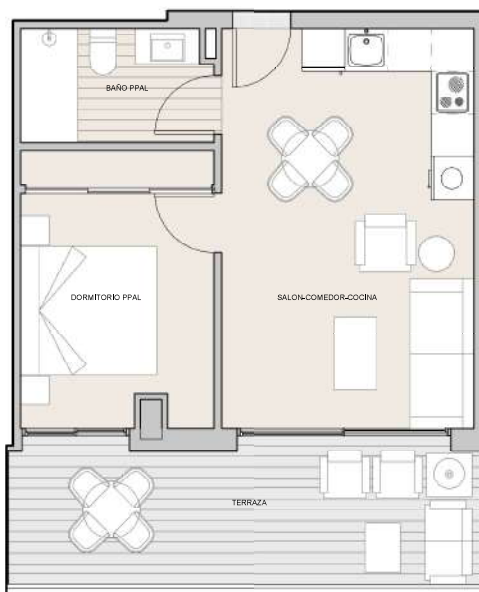 BAÑO PPAL
DORMITORIO PPAL
SALON-COMEDOR-COCINA
TERRAZA